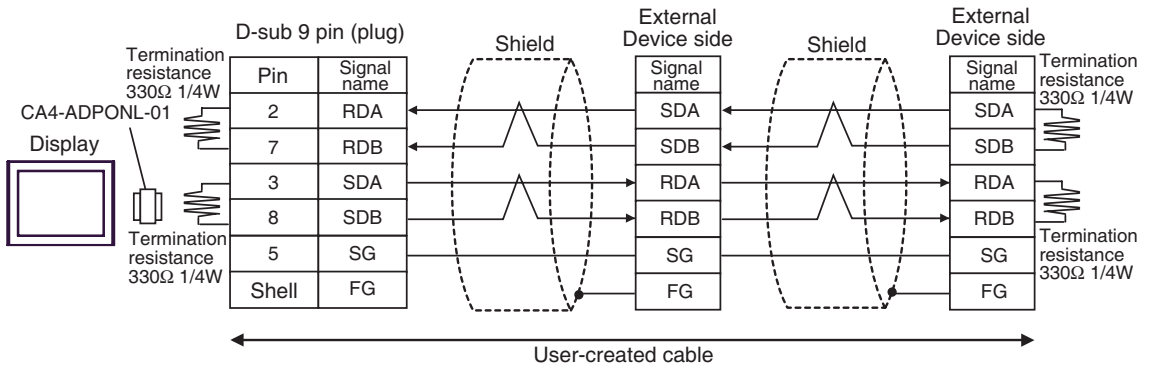 D-sub 9 pin (plug)
Shield
External
Device side
Shield
External
Device side
Termination
resistance
330Ω 1/4W
CA4-ADPONL-01
Display
Termination
resistance
330Ω 1/4W
Pin
Signal
name
2
RDA
7
RDB
3
SDA
8
SDB
5
SG
Shell
FG
Signal
name
SDA
SDB
RDA
RDB
SG
FG
Signal
name
SDA
SDB
RDA
RDB
SG
FG
Termination
resistance
330Ω 1/4W
Termination
resistance
330Ω 1/4W
User-created cable